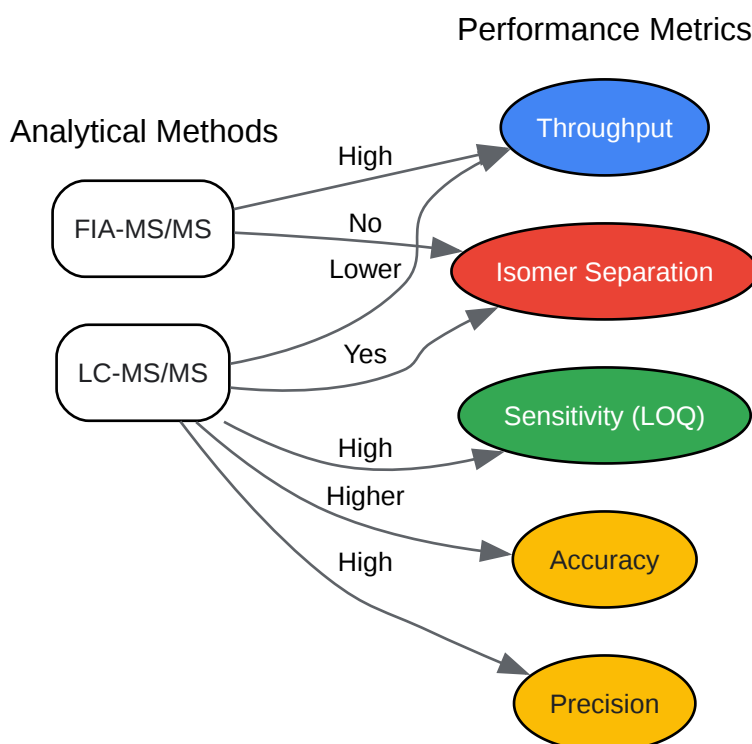 Performance Metrics
Analytical Methods
Throughput
High
FIA-MS/MS
No
Lower
Isomer Separation
LC-MS/MS
Yes
Sensitivity (LOQ)
High
Higher
Accuracy
High
Precision